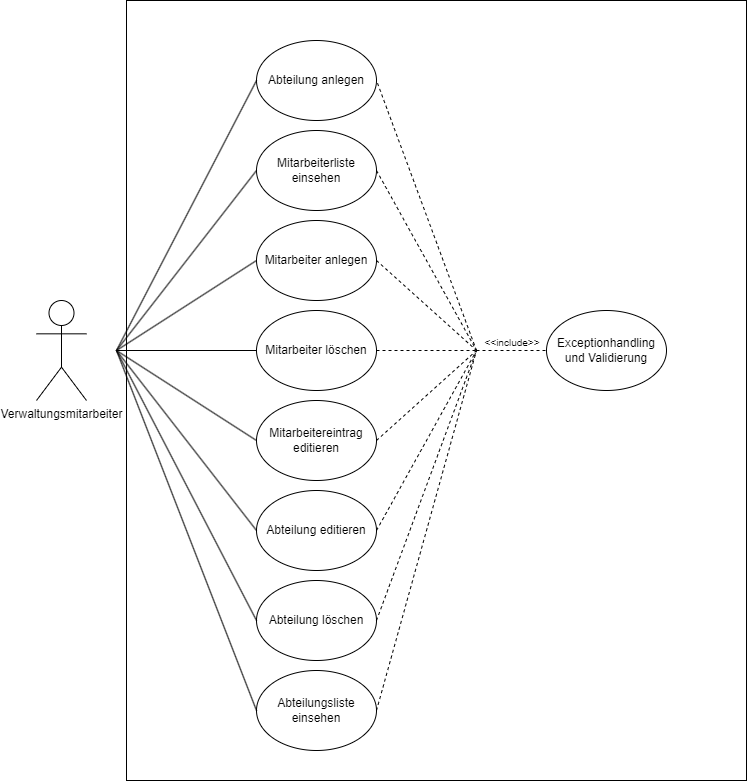 Abteilung anlegen
Mitarbeiterliste
einsehen
Mitarbeiter anlegen
Mitarbeiter löschen
<<include>>
Exceptionhandling
und Validierung
Verwaltungsmitarbeiter
Mitarbeitereintrag
editieren
Abteilung editieren
Abteilung löschen
Abteilungsliste
einsehen